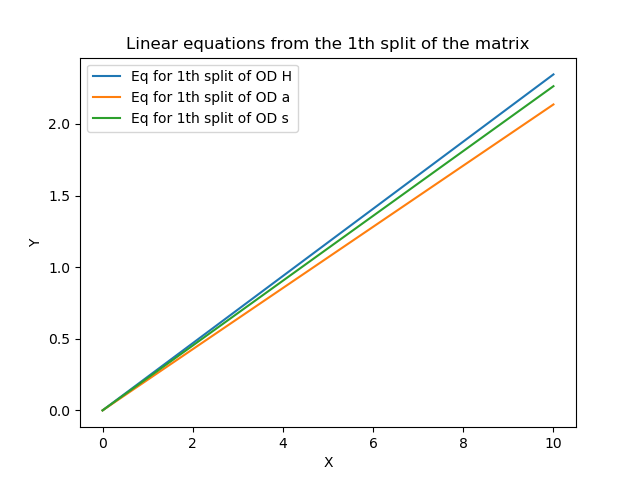 Linear equations from the 1th split of the matrix
Eq for 1th split of OD H
Eq for 1th split of OD a
Eq for 1th split of OD s
Y
2.0
1.5
1.0
0.5
0.0
0 2 4 6 8 10
X